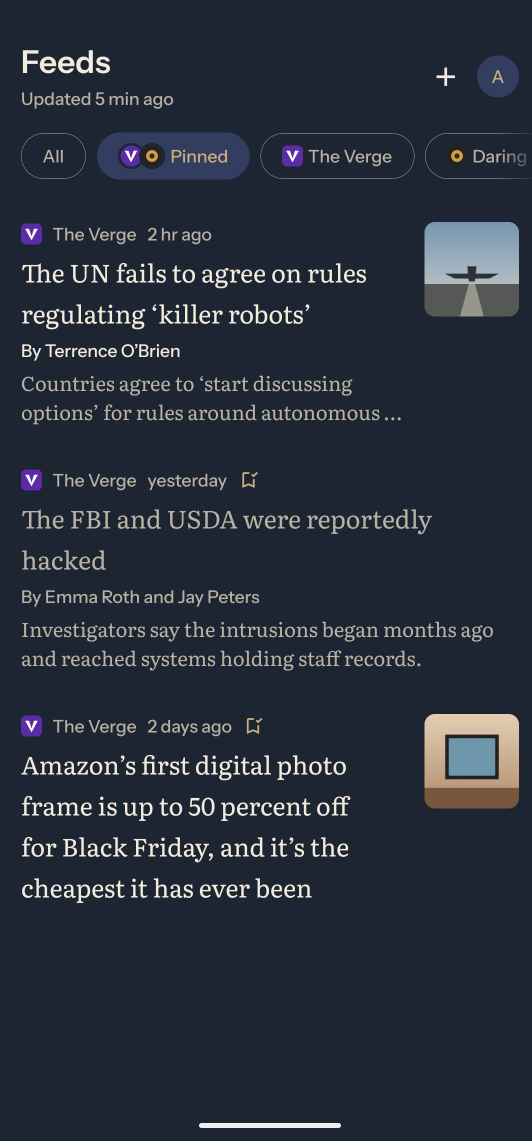 Feeds
Updated 5 min ago
A
All
Pinned
The Verge
Daring
The Verge 2 hr ago
The UN fails to agree on rules
regulating ‘killer robots’
By Terrence O’Brien
Countries agree to ‘start discussing
options’ for rules around autonomous…
The Verge yesterday
The FBI and USDA were reportedly
hacked
By Emma Roth and Jay Peters
Investigators say the intrusions began months ago
and reached systems holding staff records.
The Verge 2 days ago
Amazon’s first digital photo
frame is up to 50 percent off
for Black Friday, and it’s the
cheapest it has ever been